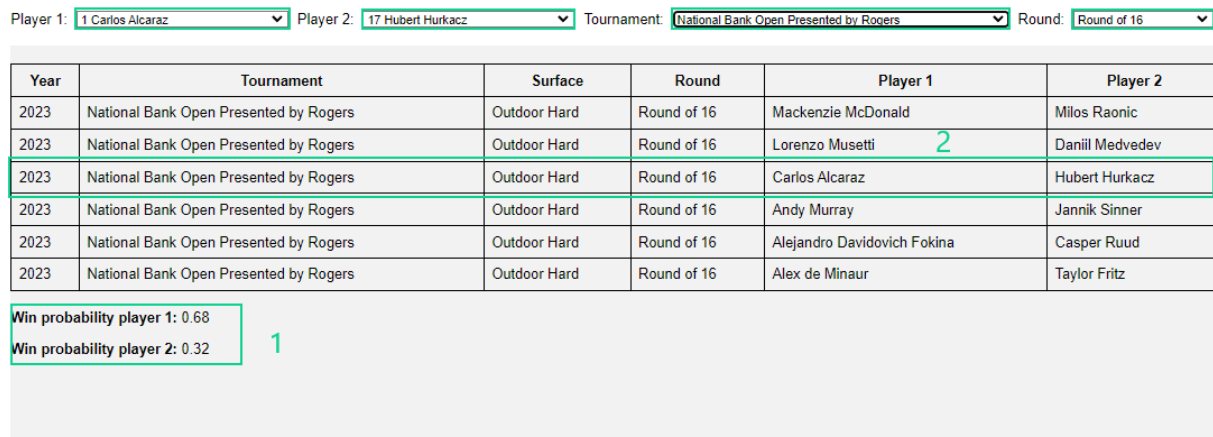 Player 1: 1 Carlos Alcaraz Player 2: 17 Hubert Hurkacz Tournament: National Bank Open Presented by Rogers Round: Round of 16
Year Tournament Surface Round Player 1 Player 2
2023 National Bank Open Presented by Rogers Outdoor Hard Round of 16 Mackenzie McDonald Milos Raonic
2023 National Bank Open Presented by Rogers Outdoor Hard Round of 16 Lorenzo Musetti 2 Daniil Medvedev
2023 National Bank Open Presented by Rogers Outdoor Hard Round of 16 Carlos Alcaraz Hubert Hurkacz
2023 National Bank Open Presented by Rogers Outdoor Hard Round of 16 Andy Murray Jannik Sinner
2023 National Bank Open Presented by Rogers Outdoor Hard Round of 16 Alejandro Davidovich Fokina Casper Ruud
2023 National Bank Open Presented by Rogers Outdoor Hard Round of 16 Alex de Minaur Taylor Fritz
Win probability player 1: 0.68
Win probability player 2: 0.32 1